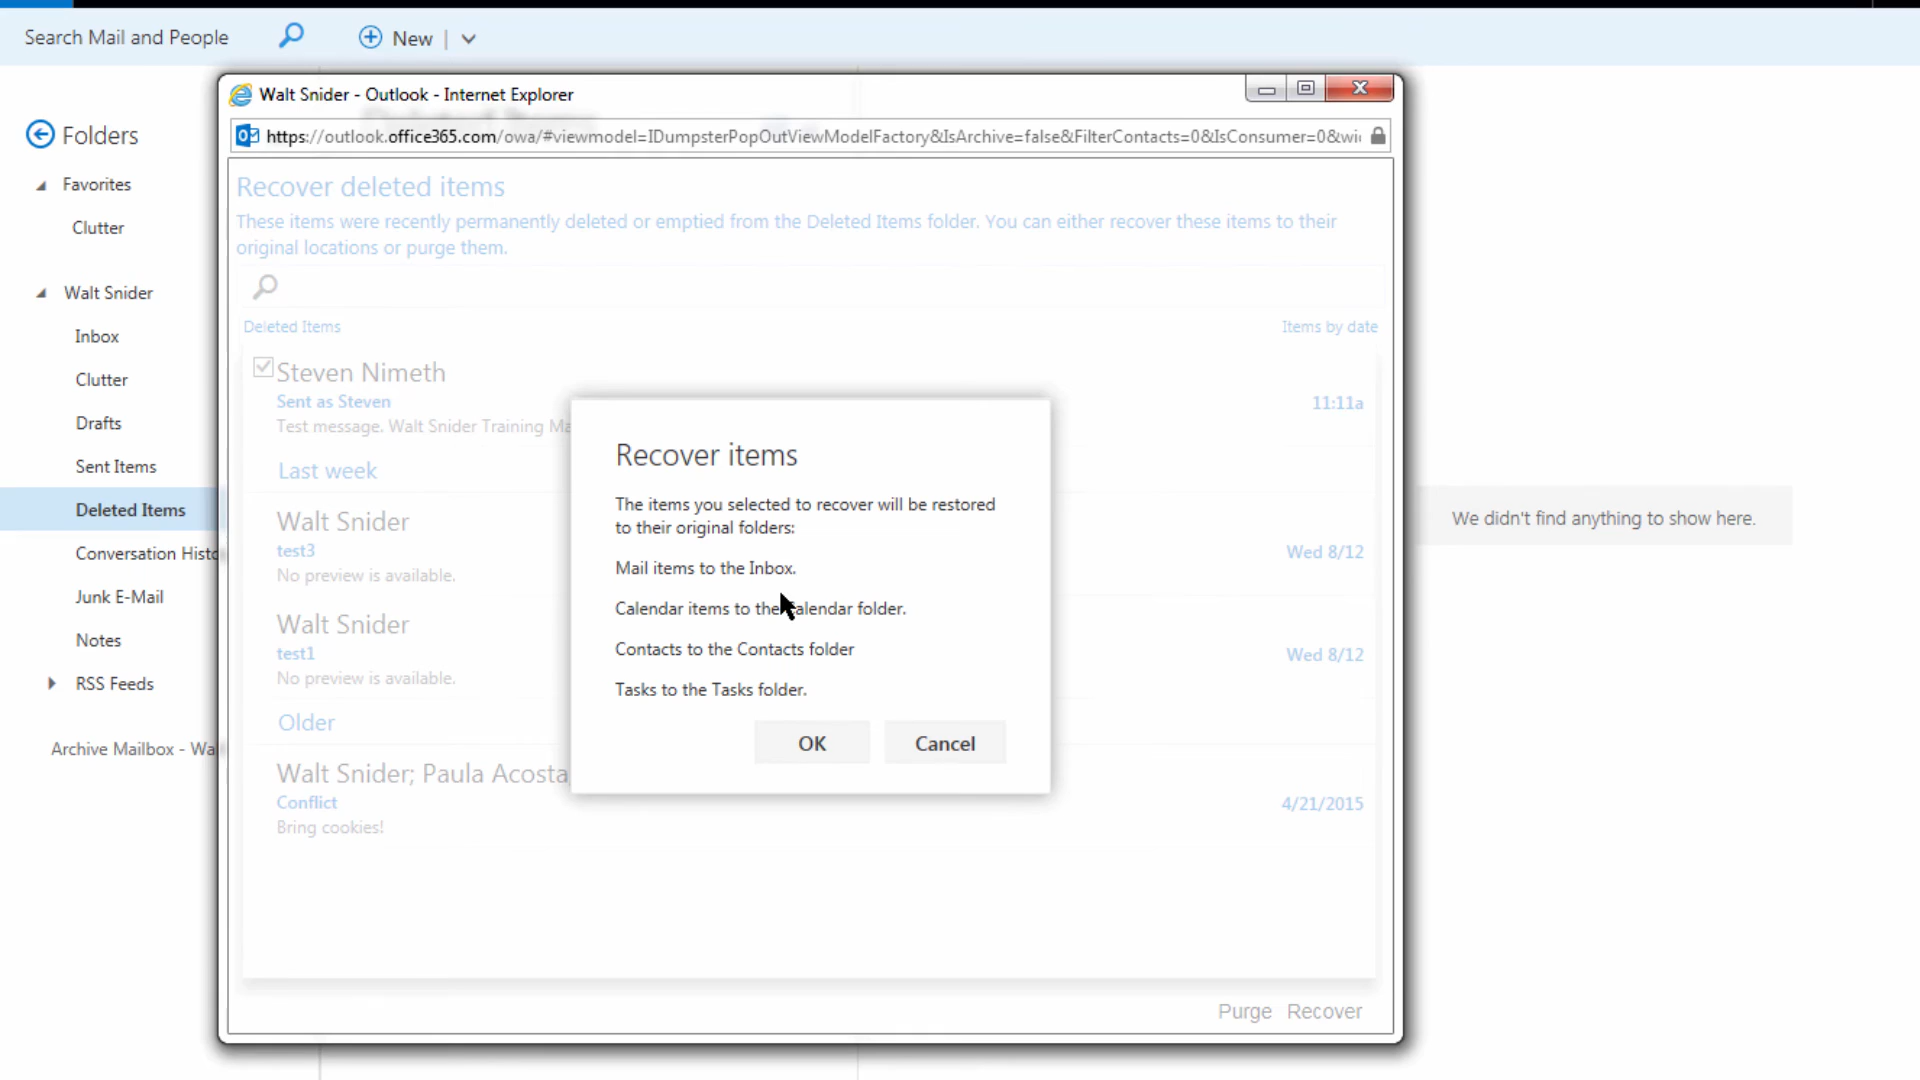 Search Mail and People
New
Folders
Favorites
Clutter
Walt Snider
Inbox
Clutter
Drafts
Sent Items
Deleted Items
Conversation Histo
Junk E-Mail
Notes
RSS Feeds
Archive Mailbox - Wa
Walt Snider - Outlook - Internet Explorer
https://outlook.office365.com/owa/#viewmodel=IDumpsterPopOutViewModelFactory&IsArchive=false&FilterContacts=0&IsConsumer=0&wi
Recover deleted items
These items were recently permanently deleted or emptied from the Deleted Items folder. You can either recover these items to their
original locations or purge them.
Deleted Items
Items by date
Steven Nimeth
Sent as Steven
11:11a
Test message. Walt Snider Training Ma
Last week
Walt Snider
test3
Wed 8/12
No preview is available.
Walt Snider
test1
Wed 8/12
No preview is available.
Older
Walt Snider; Paula Acosta
Conflict
4/21/2015
Bring cookies!
Recover items
The items you selected to recover will be restored
to their original folders:
Mail items to the Inbox.
Calendar items to the Calendar folder.
Contacts to the Contacts folder
Tasks to the Tasks folder.
OK
Cancel
Purge
Recover
We didn't find anything to show here.